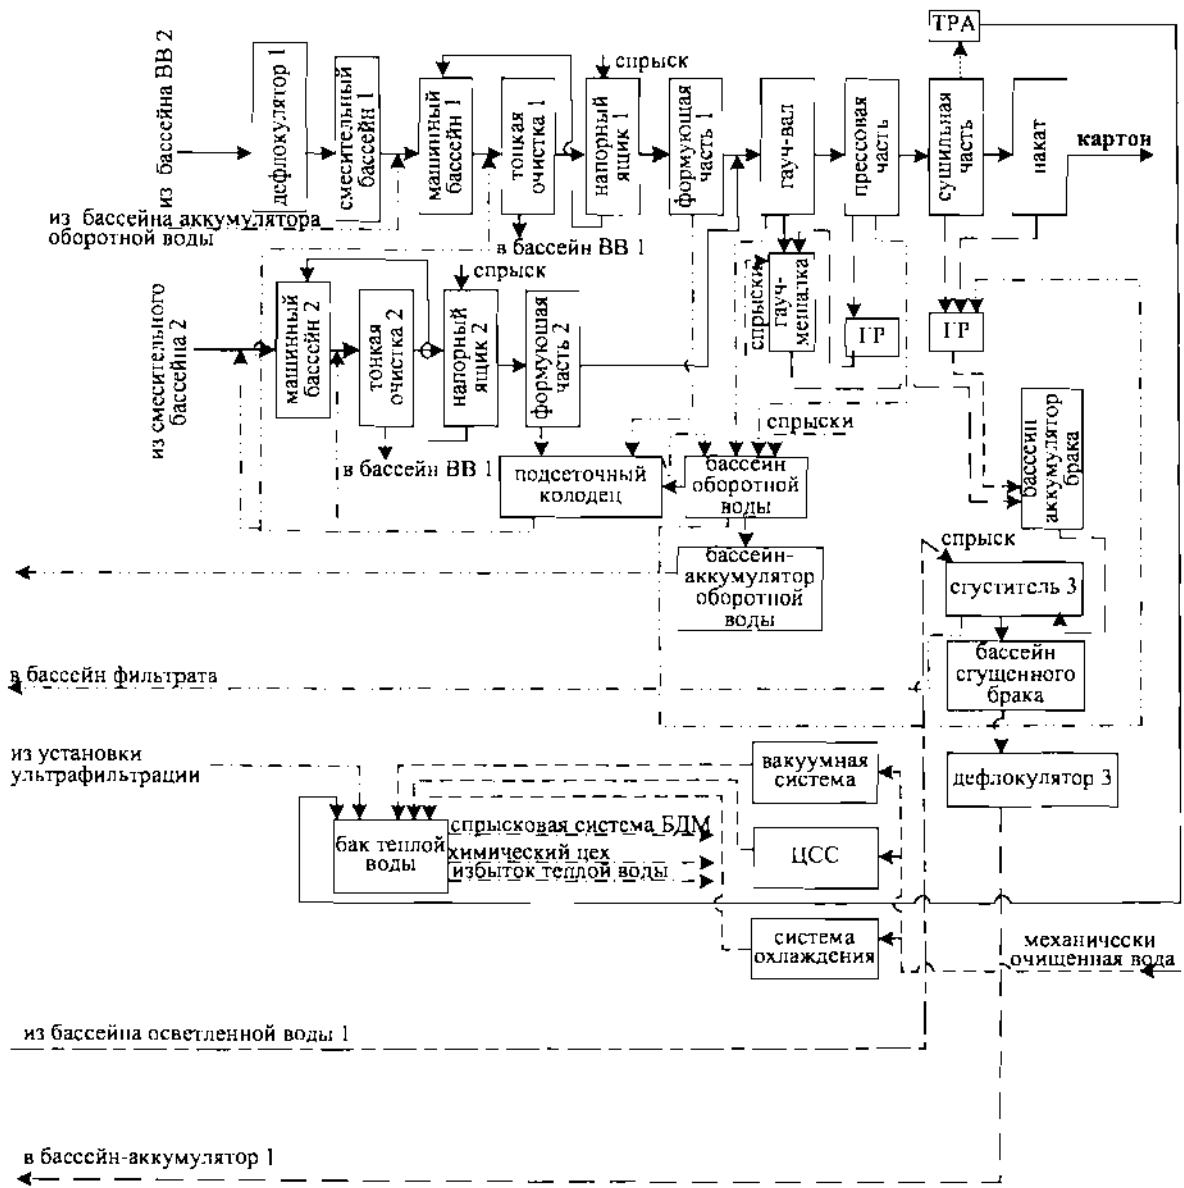 ТРА
из бассейна ВВ 2
дефлокулятор 1
смесительный
бассейн 1
машинный
бассейн 1
тонкая
очистка 1
спрыск
напорный
ящик 1
формующая
часть 1
гауч-вал
прессовая
часть
сушильная
часть
накат
картон
из бассейна аккумулятора
оборотной воды
в бассейн ВВ 1
из смесительного
бассейна 2
машинный
бассейн 2
тонкая
очистка 2
спрыск
напорный
ящик 2
формующая
часть 2
спрыски
гауч-
мешалка
ГР
ГР
в бассейн ВВ 1
подсеточный
колодец
спрыски
бассейн
оборотной
воды
бассейн
аккумулятор
брака
бассейн-
аккумулятор
оборотной
воды
спрыск
сгуститель 3
в бассейн фильтрата
бассейн
сгущенного
брака
из установки
ультрафильтрации
вакуумная
система
дефлокулятор 3
бак теплой
воды
спрысковая система БДМ
химический цех
избыток теплой воды
ЦСС
система
охлаждения
механически
очищенная вода
из бассейна осветленной воды 1
в бассейн-аккумулятор 1